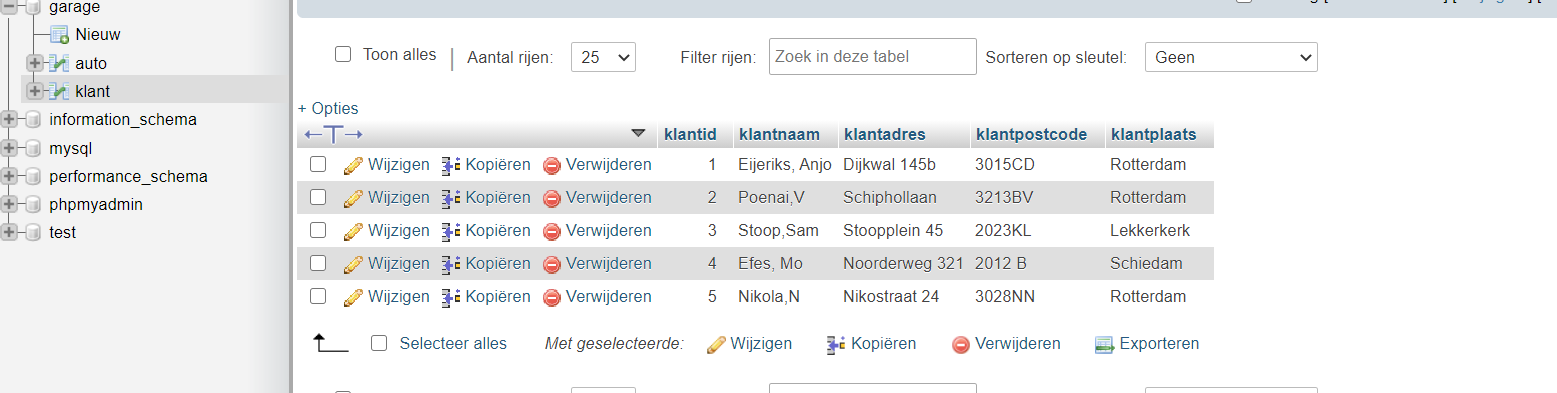 garage
Nieuw
auto
klant
information_schema
mysql
performance_schema
phpmyadmin
test
Toon alles Aantal rijen: 25 Filter rijen: Zoek in deze tabel Sorteren op sleutel: Geen
+ Opties
←T→ klantid klantnaam klantadres klantpostcode klantplaats
Wijzigen Kopiëren Verwijderen 1 Eijeriks, Anjo Dijkwal 145b 3015CD Rotterdam
Wijzigen Kopiëren Verwijderen 2 Poenai,V Schiphollaan 3213BV Rotterdam
Wijzigen Kopiëren Verwijderen 3 Stoop,Sam Stoopplein 45 2023KL Lekkerkerk
Wijzigen Kopiëren Verwijderen 4 Efes, Mo Noorderweg 321 2012 B Schiedam
Wijzigen Kopiëren Verwijderen 5 Nikola,N Nikostraat 24 3028NN Rotterdam
Selecteer alles Met geselecteerde: Wijzigen Kopiëren Verwijderen Exporteren